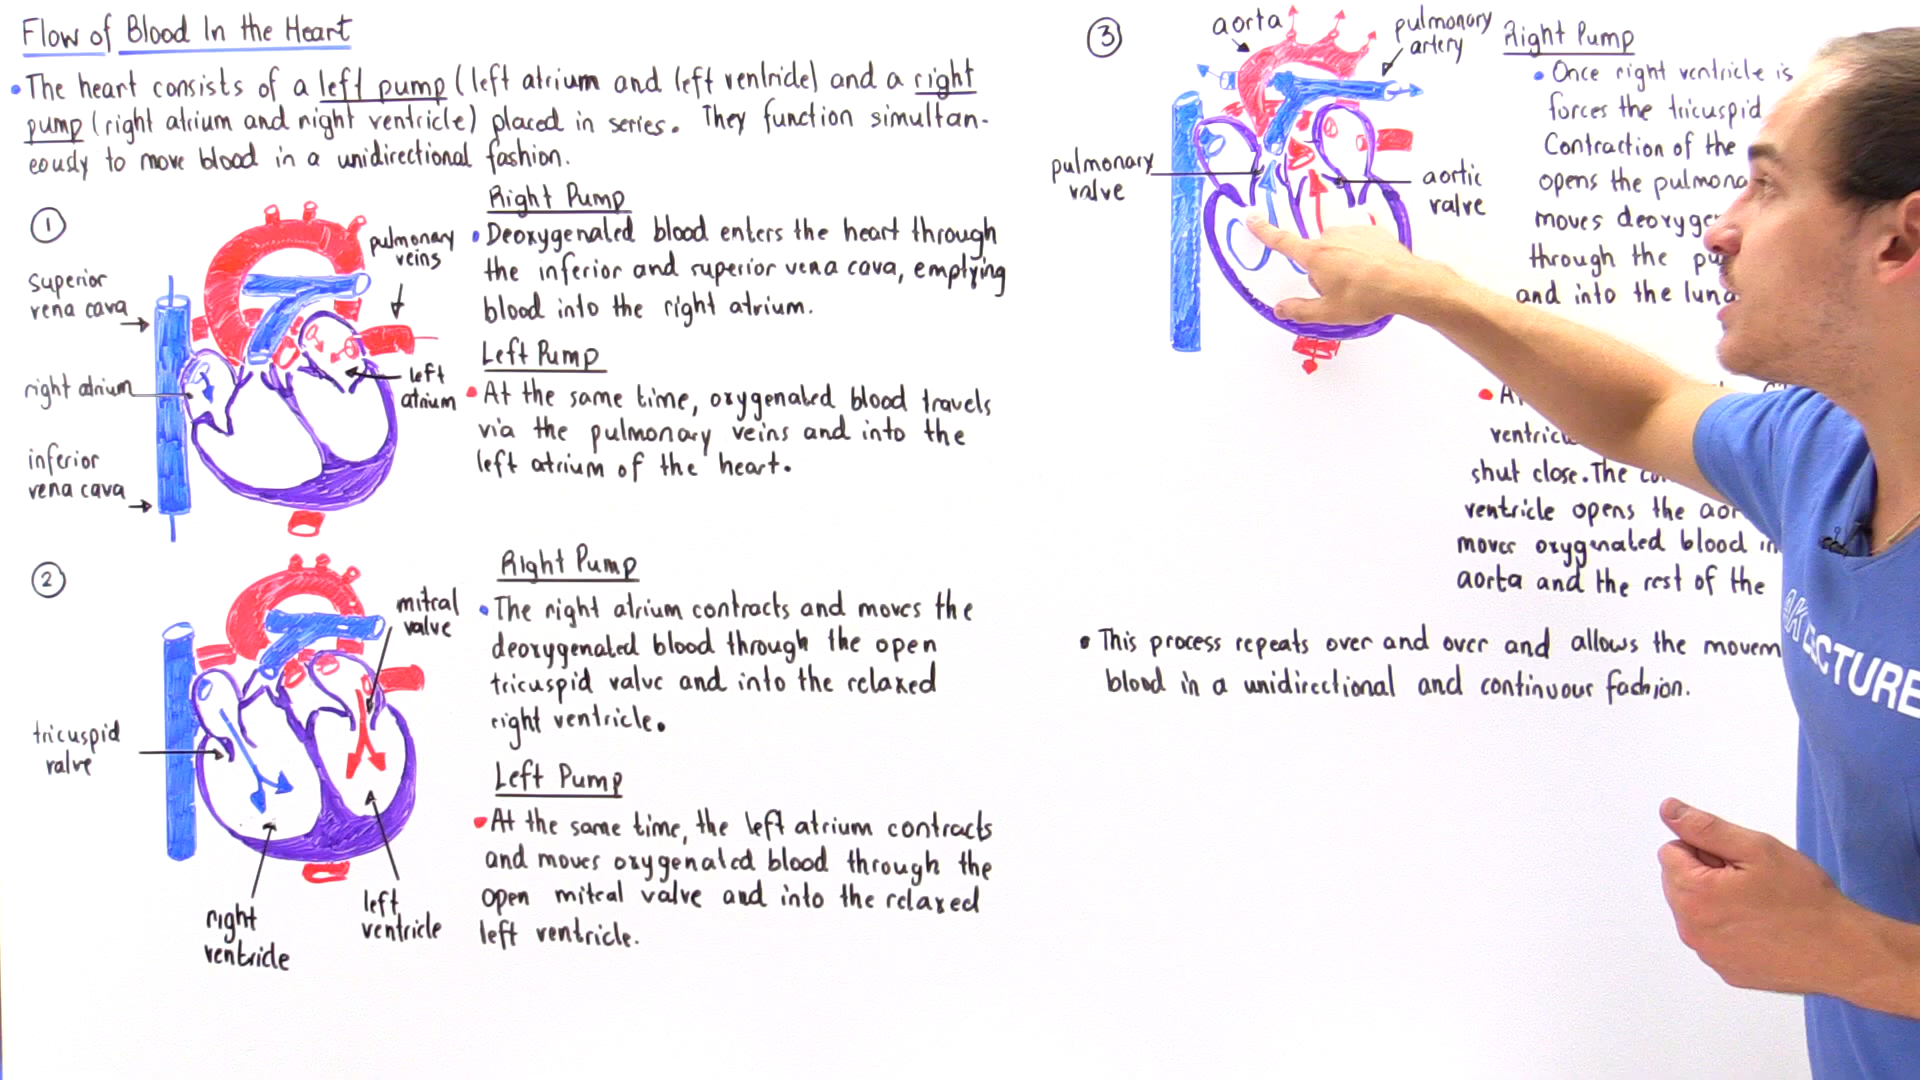 Flow of Blood In the Heart
• The heart consists of a left pump (left atrium and left ventricle) and a right
pump (right atrium and right ventricle) placed in series. They function simultan-
eously to move blood in a unidirectional fashion.
1
superior
vena cava
right atrium
inferior
vena cava
pulmonary
veins
left
atrium
Right Pump
• Deoxygenated blood enters the heart through
the inferior and superior vena cava, emptying
blood into the right atrium.
Left Pump
• At the same time, oxygenated blood travels
via the pulmonary veins and into the
left atrium of the heart.
2
mitral
valve
tricuspid
valve
right
ventricle
left
ventricle
Right Pump
• The right atrium contracts and moves the
deoxygenated blood through the open
tricuspid valve and into the relaxed
right ventricle.
Left Pump
• At the same time, the left atrium contracts
and moves oxygenated blood through the
open mitral valve and into the relaxed
left ventricle.
3
aorta
pulmonary
artery
pulmonary
valve
aortic
valve
Right Pump
• Once right ventricle is
forces the tricuspid
Contraction of the
opens the
moves
through the
and into the
•
shut close. The
ventricle opens the
moves oxygenated blood
aorta and the rest of the
• This process repeats over and over and allows the
blood in a unidirectional and continuous fashion.